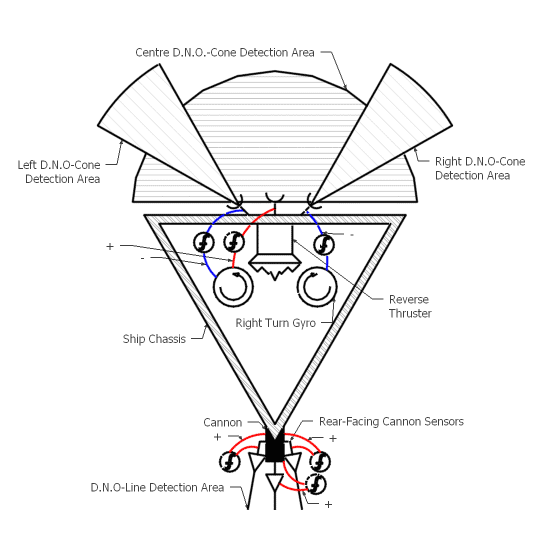 Centre D.N.O.-Cone Detection Area
Left D.N.O-Cone
Detection Area
Right D.N.O-Cone
Detection Area
+
-
-
f
f
f
Reverse
Thruster
Right Turn Gyro
Ship Chassis
Cannon
Rear-Facing Cannon Sensors
+
+
f
f
f
D.N.O-Line Detection Area
+